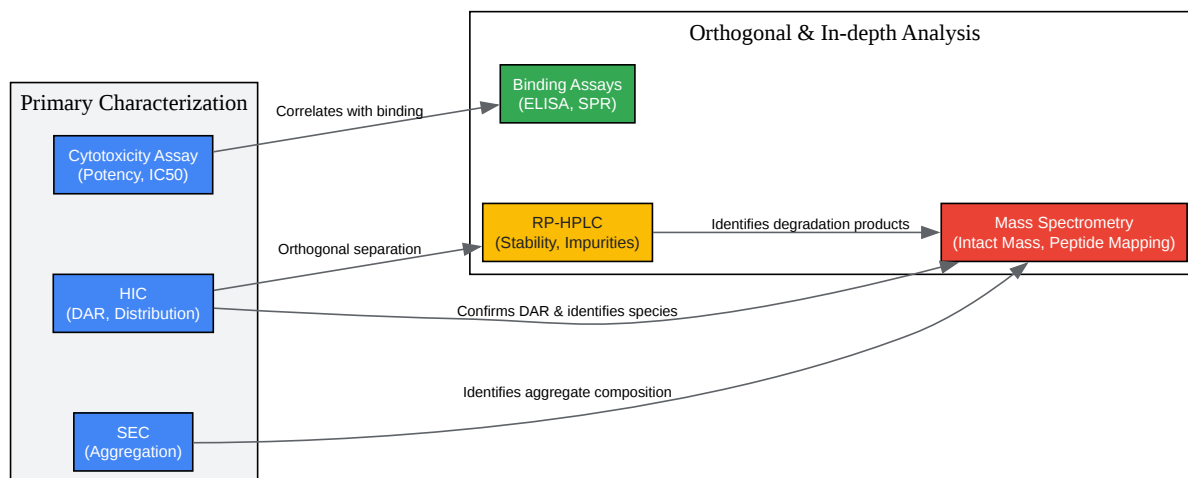 Orthogonal & In-depth Analysis
Primary Characterization
Binding Assays
(ELISA, SPR)
Correlates with binding
Cytotoxicity Assay
(Potency, IC50)
RP-HPLC
(Stability, Impurities)
Identifies degradation products
Mass Spectrometry
(Intact Mass, Peptide Mapping)
Orthogonal separation
HIC
(DAR, Distribution)
Confirms DAR & identifies species
Identifies aggregate composition
SEC
(Aggregation)